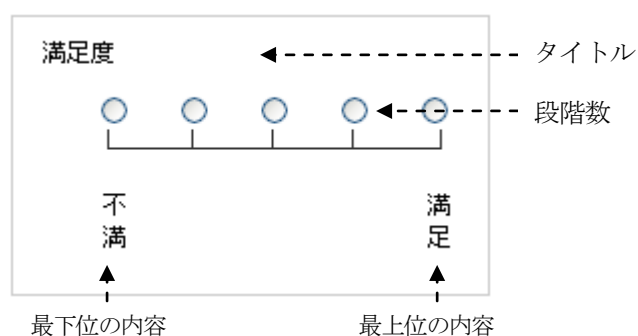 満足度
タイトル
段階数
不満
満足
最下位の内容
最上位の内容